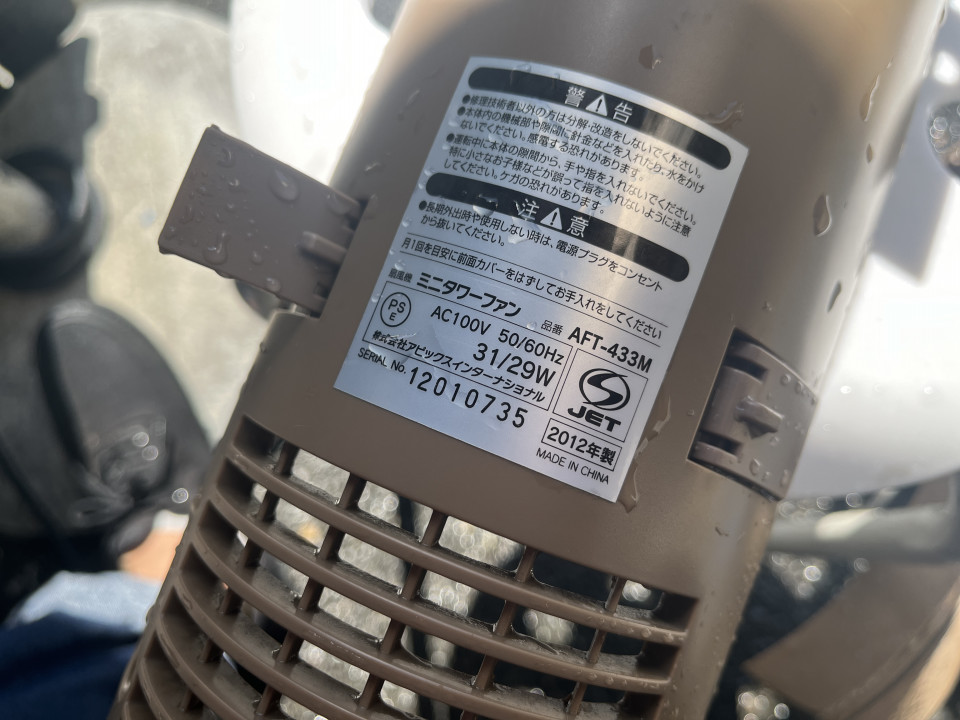 警告
●修理技術者以外の方は分解・改造をしないでください。
●本体内の機械部や隙間に針金などを入れたり、水をかけ
ないでください。感電する恐れがあります。
●運転中に本体の隙間から、手や指を入れないでください。
特に小さなお子様などが誤って指を入れないように注意
してください。ケガの恐れがあります。
注意
●長期外出時や使用しない時は、電源プラグをコンセント
から抜いてください。
月1回を目安に前面カバーをはずしてお手入れをしてください
扇風機 ミニタワーファン 品番 AFT-433M
PS
E
AC100V 50/60Hz
31/29W
株式会社アピックスインターナショナル
SERIAL No. 12010735
JET
2012年製
MADE IN CHINA